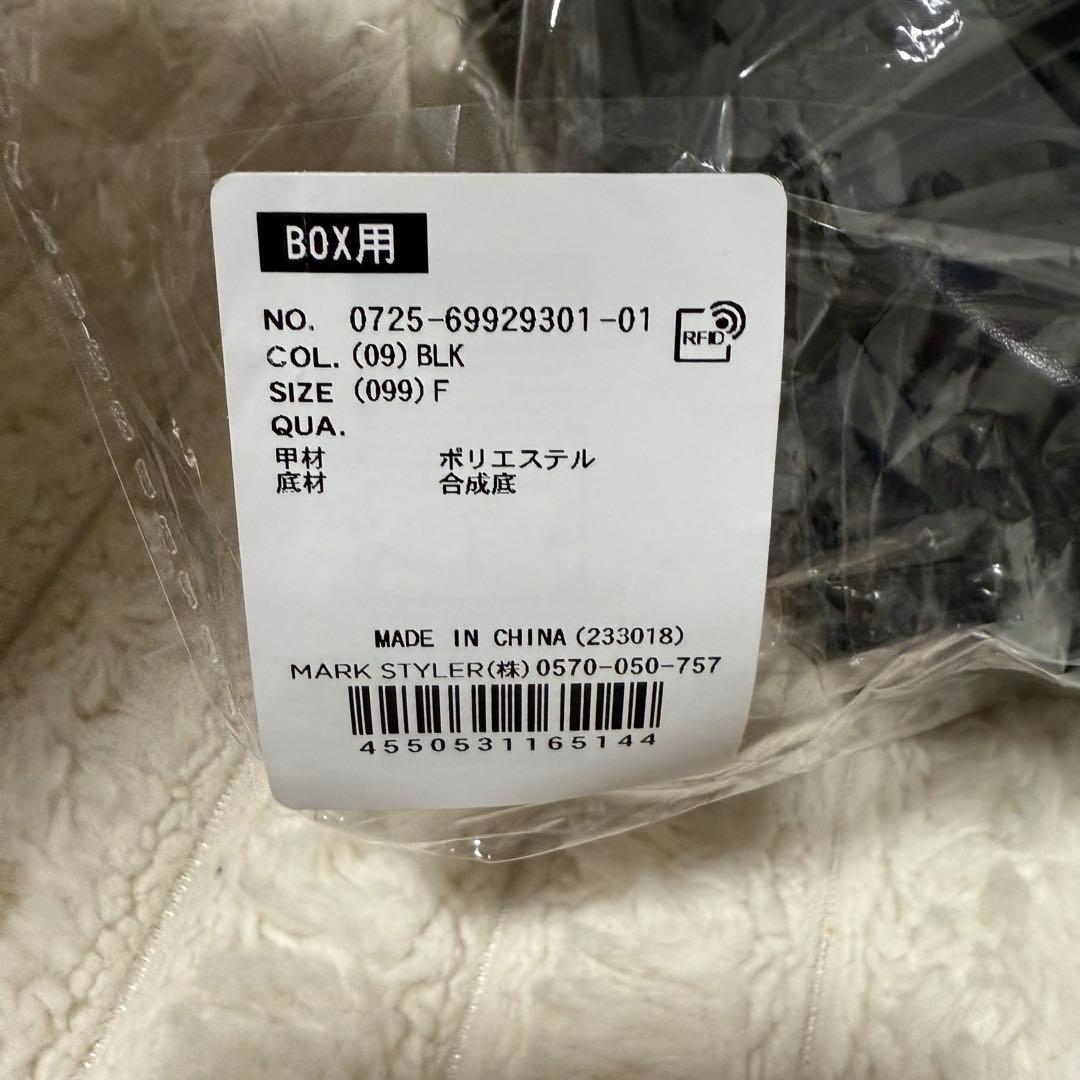 BOX用
NO. 0725-69929301-01
RFID
COL. (09) BLK
SIZE (099) F
QUA.
甲材 ポリエステル
底材 合成底
MADE IN CHINA (233018)
MARK STYLER(株) 0570-050-757
4550531165144